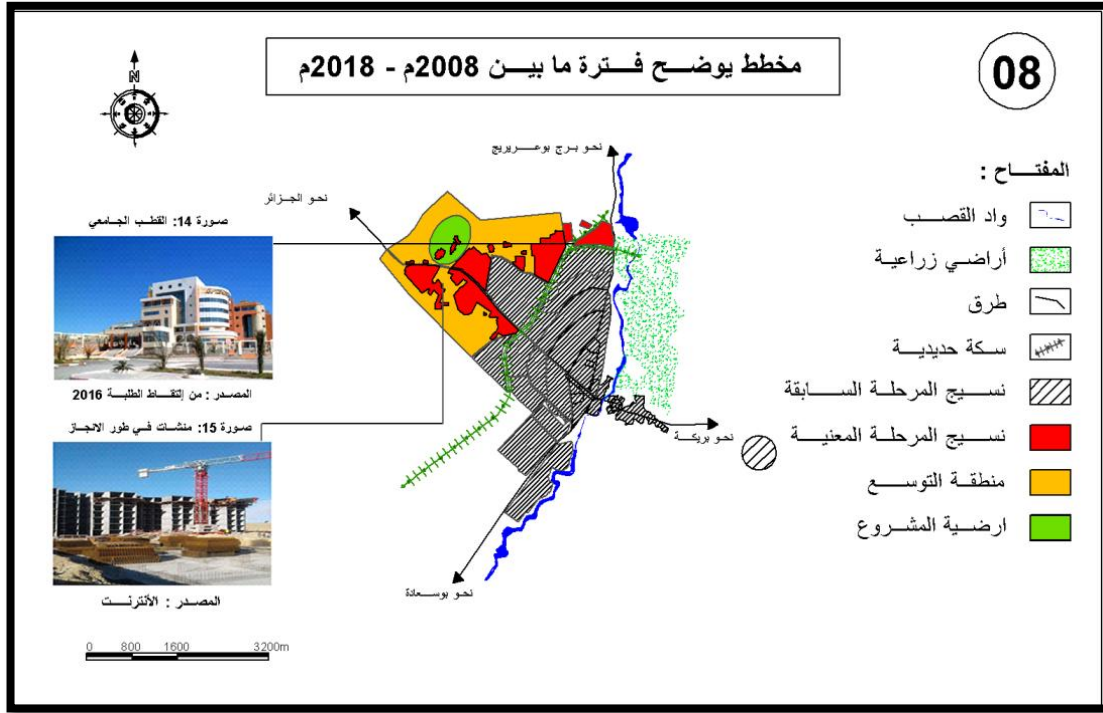 مخطط يوضح فترة ما بين 2008م - 2018م
08
N
نحو برج بوعريريج
نحو الجزائر
المفتاح :
واد القصب
أراضي زراعية
طرق
سكة حديدية
نسيج المرحلة السابقة
نسيج المرحلة المعنية
منطقة التوسع
ارضية المشروع
صورة 14: القطب الجامعي
المصدر : من إلتقاط الطلبة 2016
صورة 15: منشات في طور الانجاز
المصدر : الأنترنت
نحو بريكة
نحو بوسعادة
0 800 1600 3200m